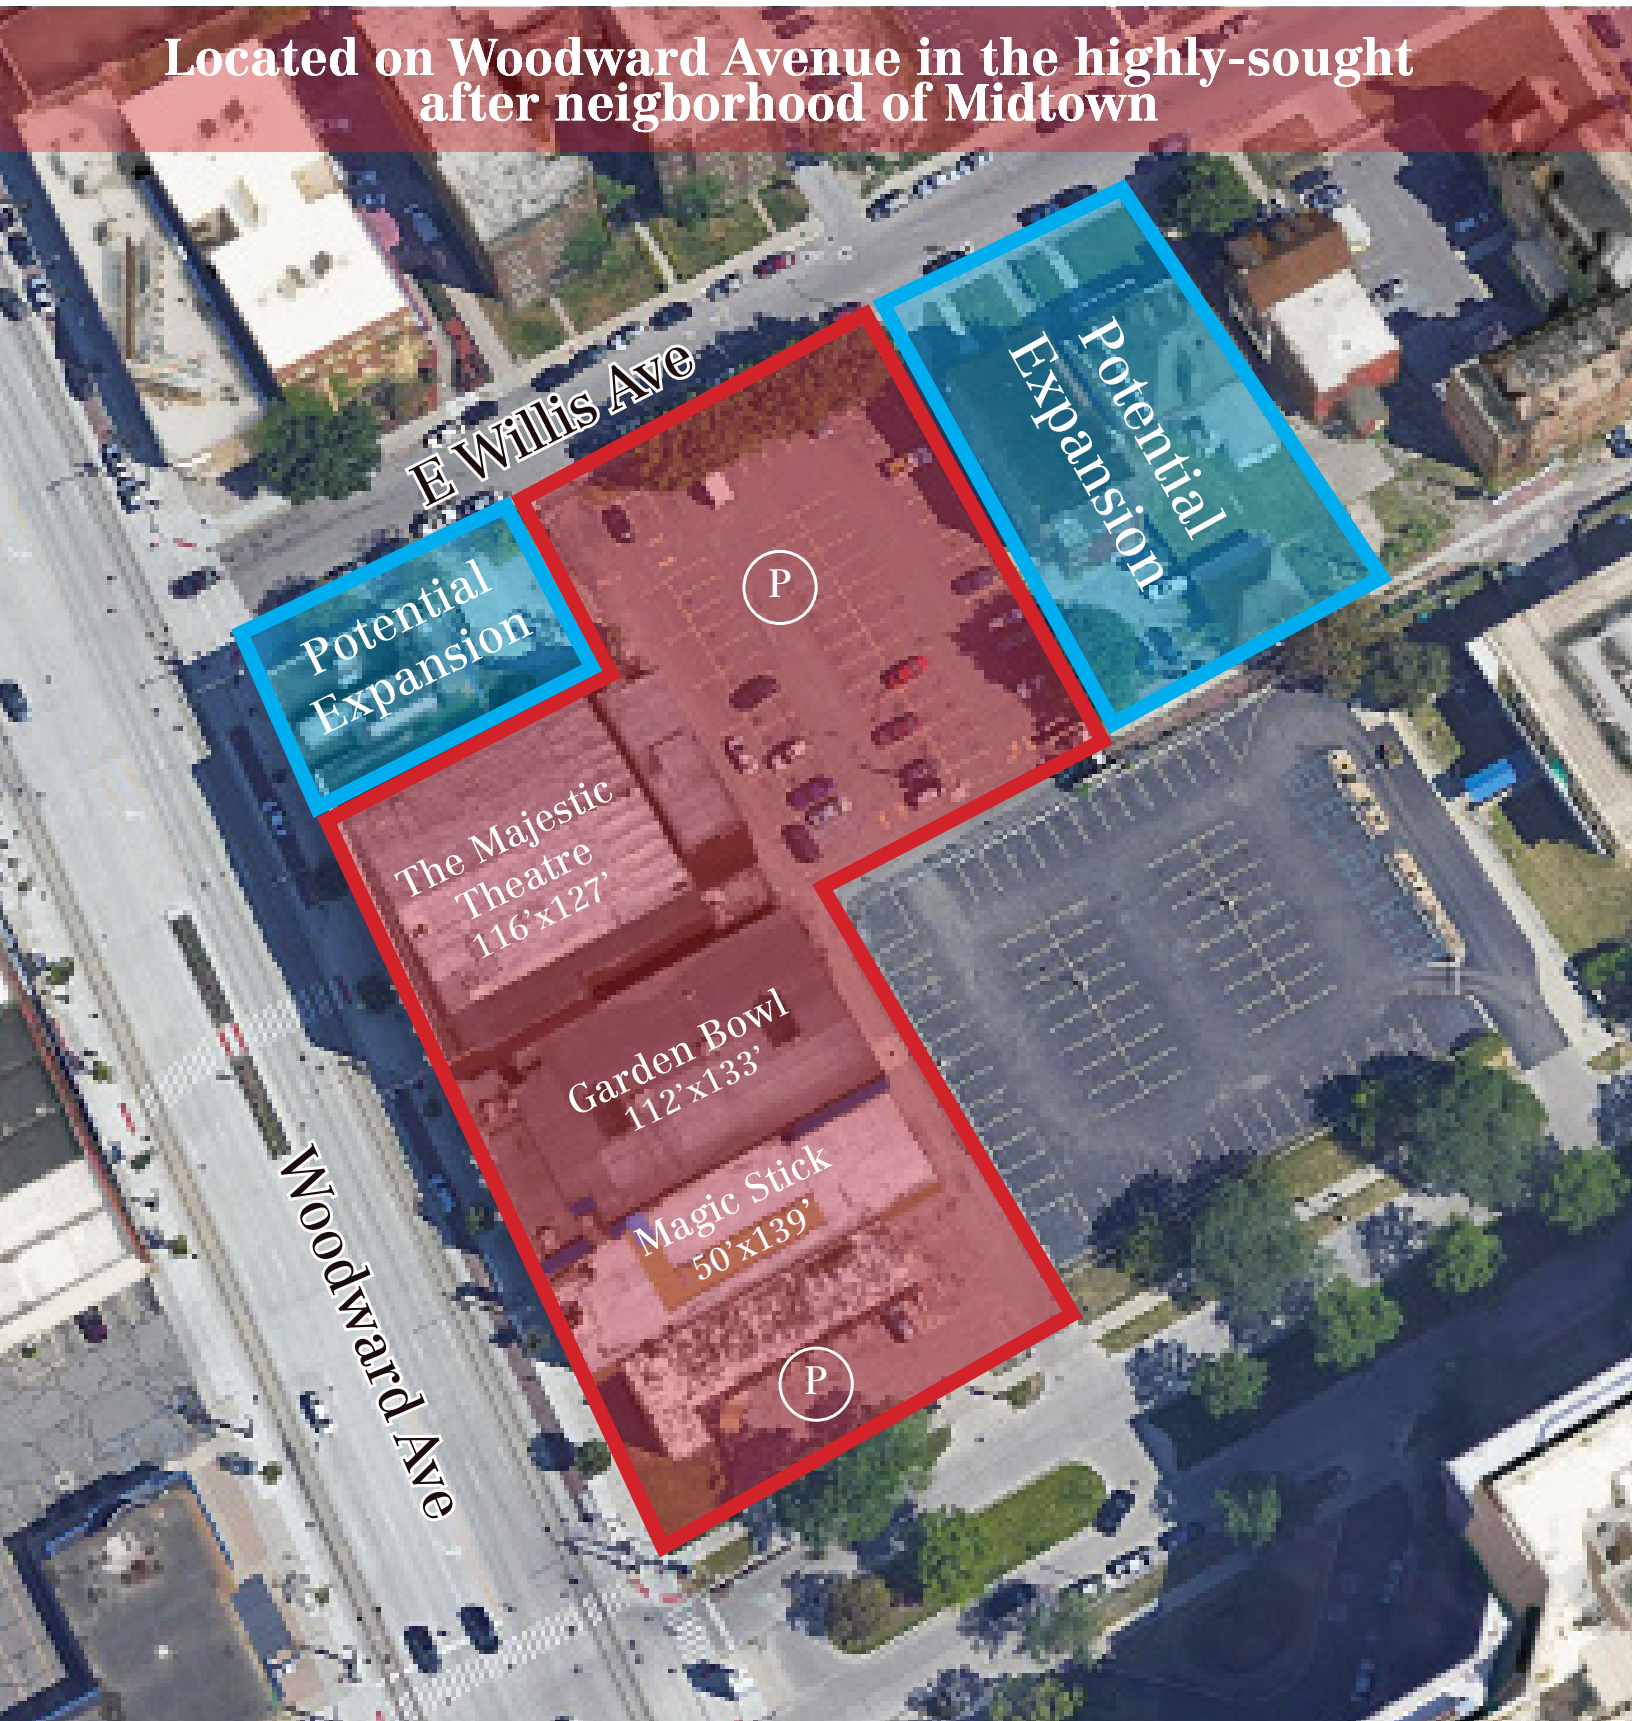 Located on Woodward Avenue in the highly-sought
after neigborhood of Midtown
Potential
Expansion
E Willis Ave
Potential
Expansion
P
The Majestic
Theatre
116’x127’
Garden Bowl
112’x133’
Magic Stick
50’x139’
P
Woodward Ave